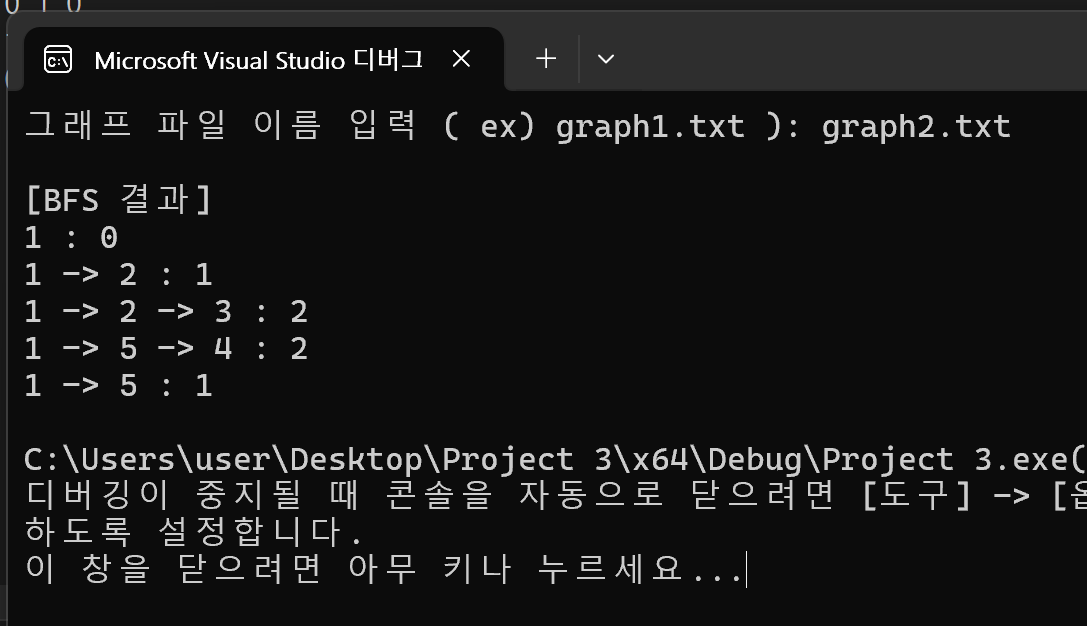 0 1 0
Microsoft Visual Studio 디버그
그래프 파일 이름 입력 ( ex) graph1.txt ): graph2.txt
[BFS 결과]
1 : 0
1 -> 2 : 1
1 -> 2 -> 3 : 2
1 -> 5 -> 4 : 2
1 -> 5 : 1
C:\Users\user\Desktop\Project 3\x64\Debug\Project 3.exe(
디버깅이 중지될 때 콘솔을 자동으로 닫으려면 [도구] -> [
하도록 설정합니다.
이 창을 닫으려면 아무 키나 누르세요...